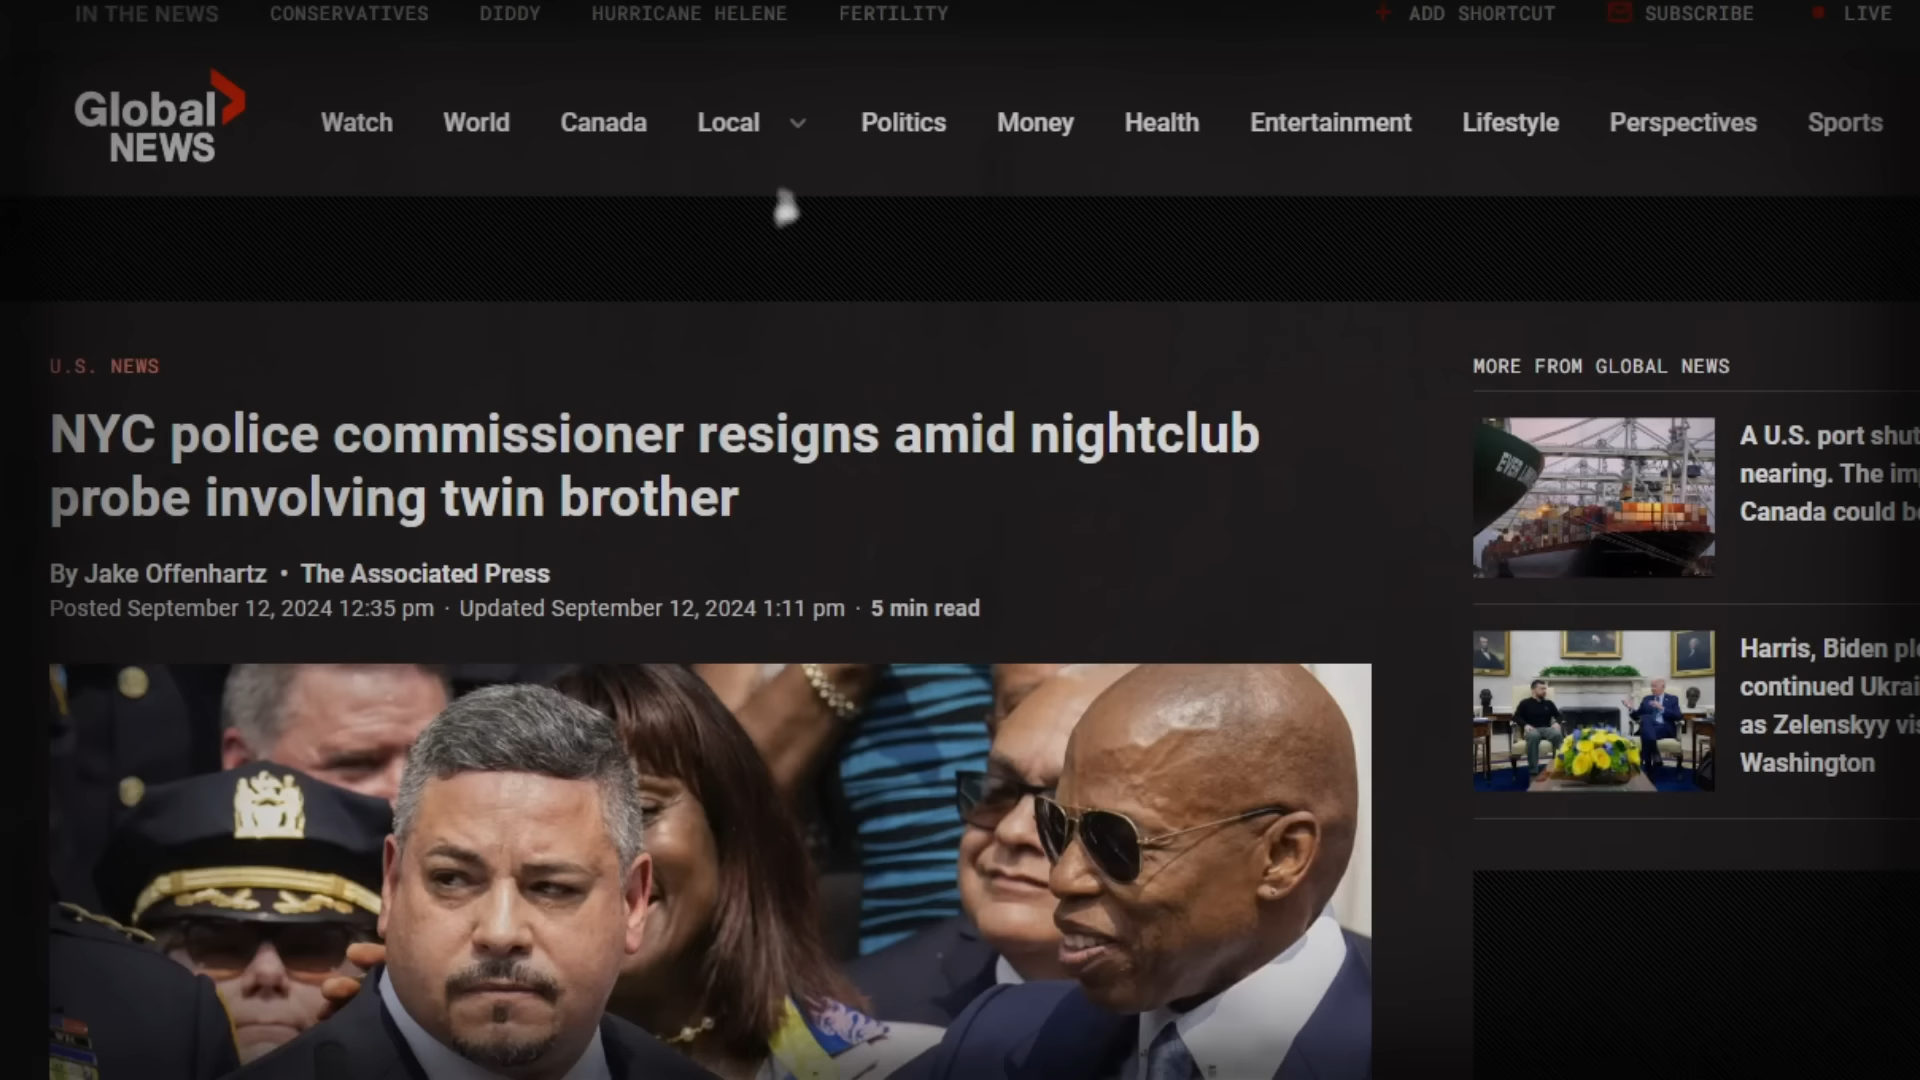 IN THE NEWS CONSERVATIVES DIDDY HURRICANE HELENE FERTILITY ADD SHORTCUT SUBSCRIBE LIVE
Global NEWS
Watch World Canada Local Politics Money Health Entertainment Lifestyle Perspectives Sports
U.S. NEWS
NYC police commissioner resigns amid nightclub
probe involving twin brother
By Jake Offenhartz • The Associated Press
Posted September 12, 2024 12:35 pm · Updated September 12, 2024 1:11 pm · 5 min read
MORE FROM GLOBAL NEWS
A U.S. port
nearing. The
Canada could
Harris, Biden
continued
as Zelenskyy
Washington